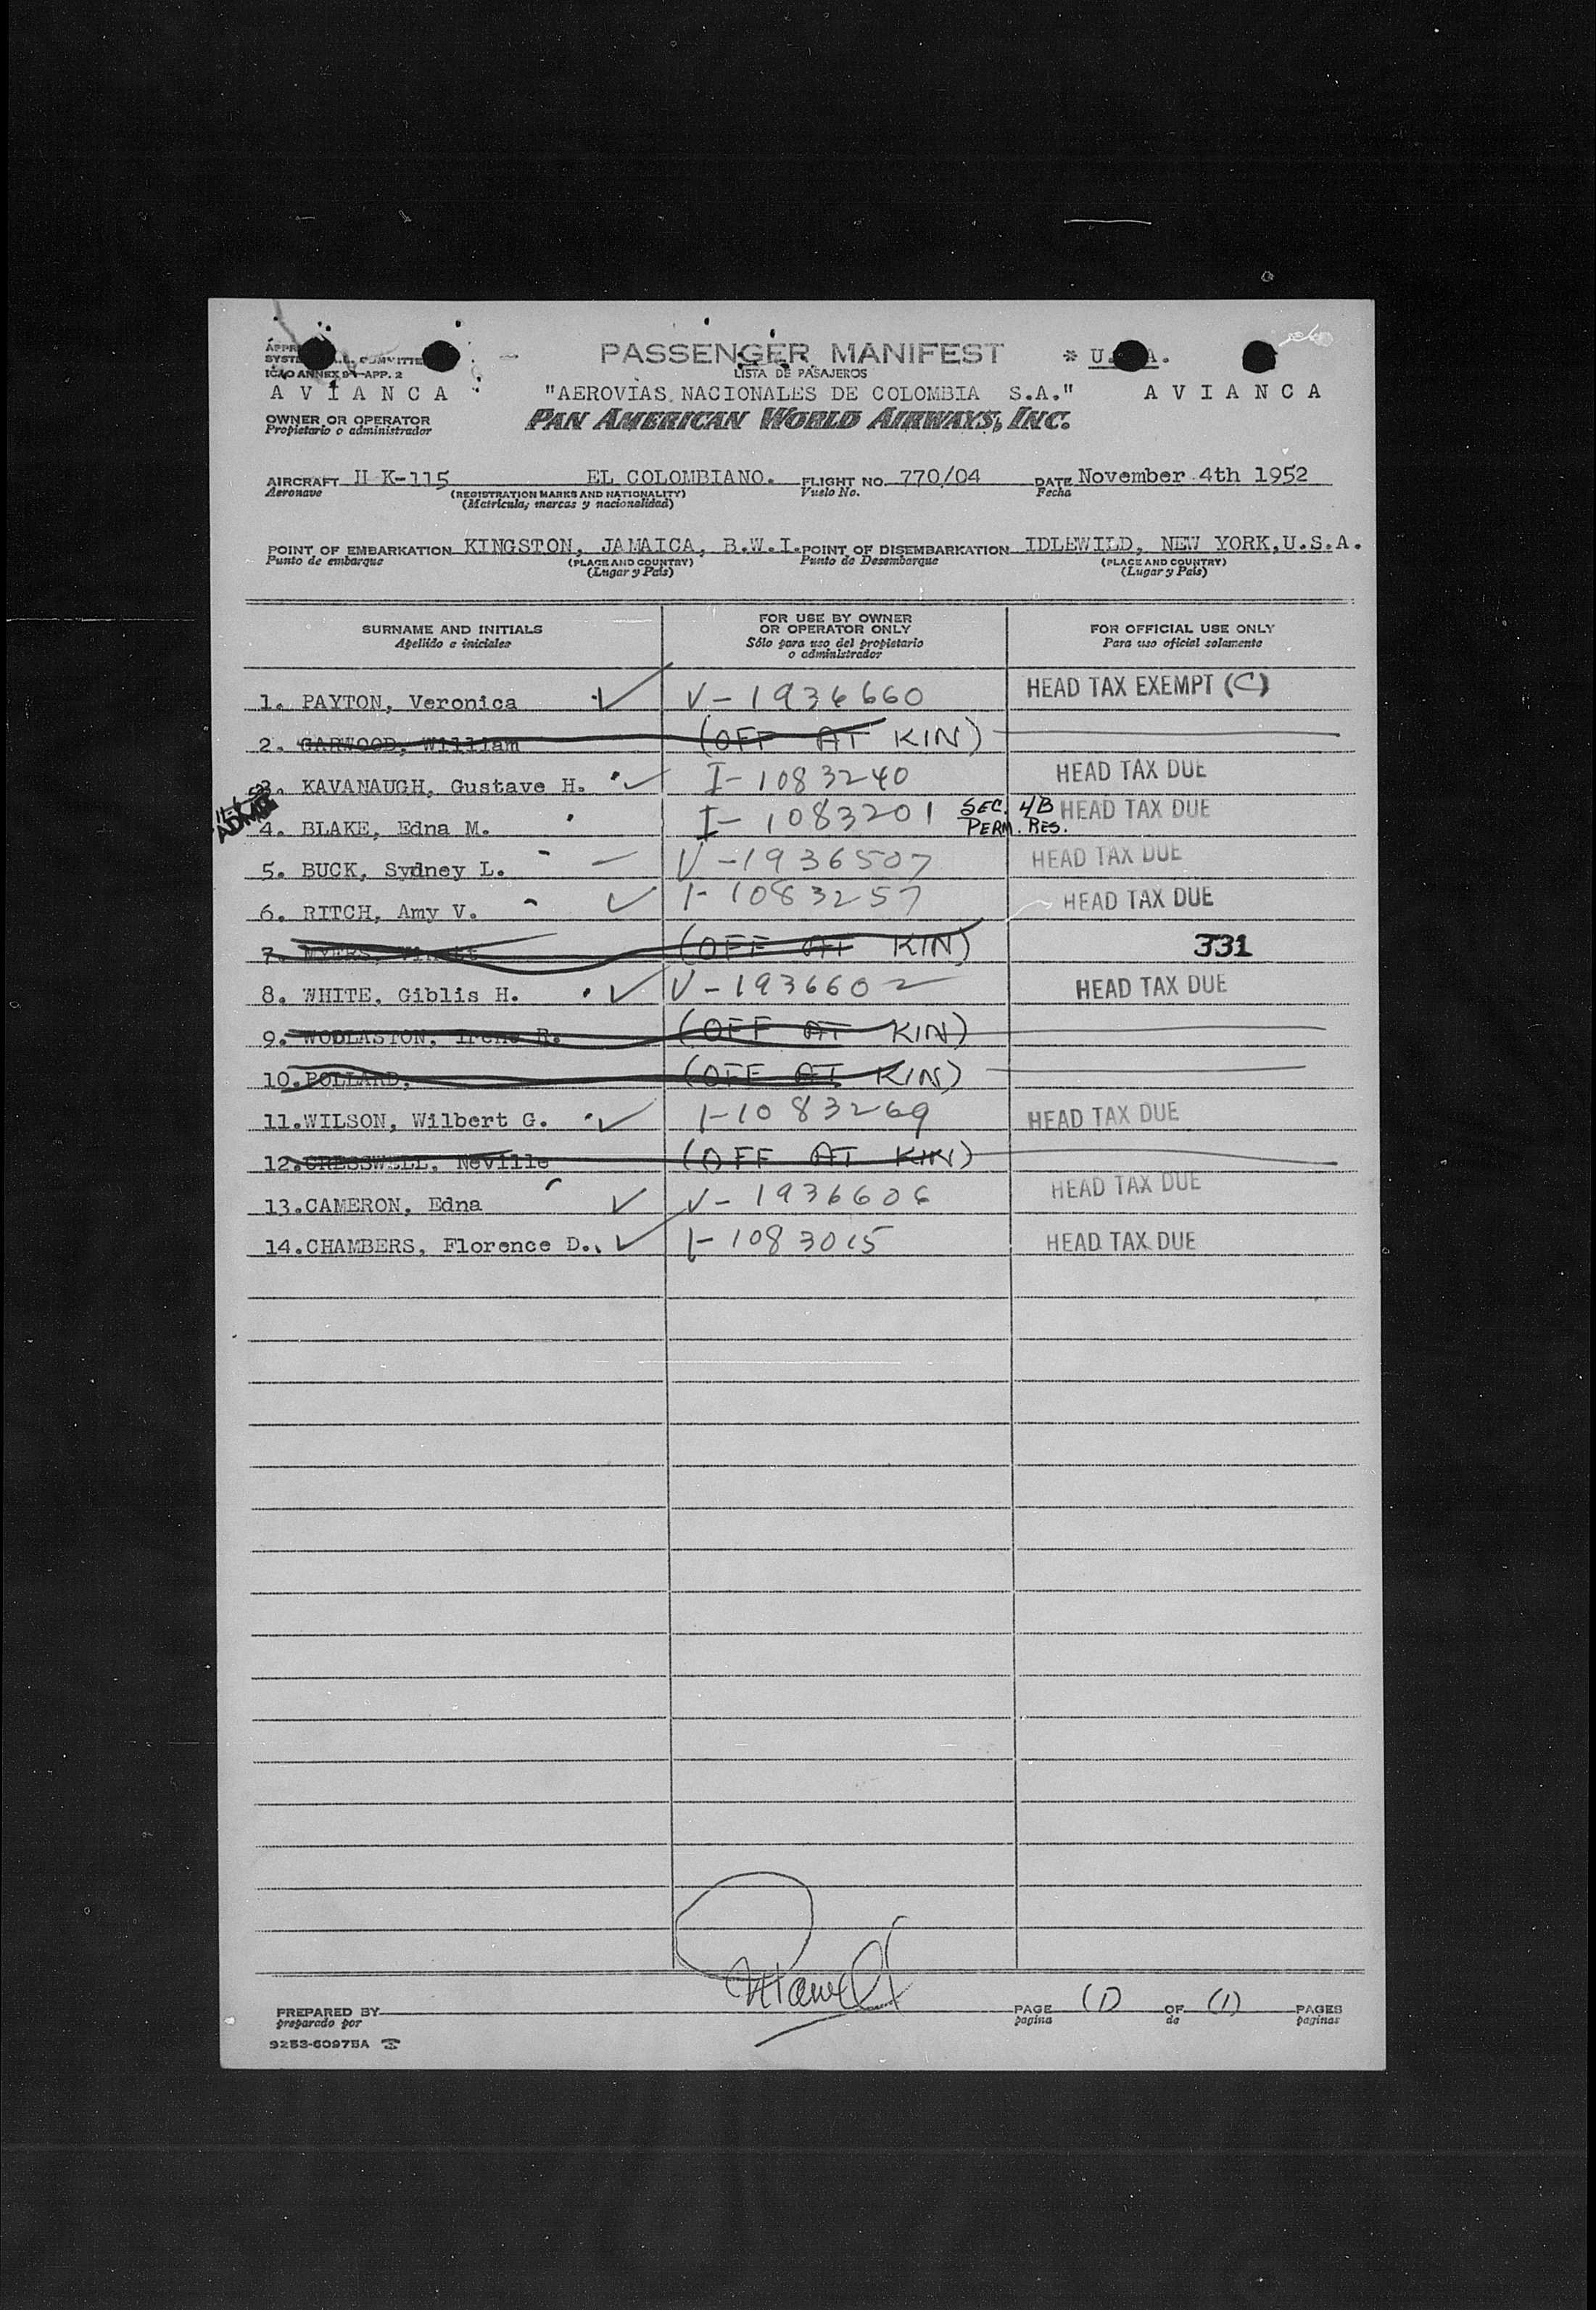 PASSENGER MANIFEST
LISTA DE PASAJEROS
ICAO ANNEX 9—APP. 2
AVIANCA "AEROVIAS NACIONALES DE COLOMBIA S.A." AVIANCA
OWNER OR OPERATOR PAN AMERICAN WORLD AIRWAYS, INC.
Propietario o administrador
AIRCRAFT H K-115 EL COLOMBIANO. FLIGHT NO. 770/04 DATE November 4th 1952
Aeronave (REGISTRATION MARKS AND NATIONALITY) Vuelo No. Fecha
(Matrícula, marcas y nacionalidad)
POINT OF EMBARKATION KINGSTON, JAMAICA, B.W.I. POINT OF DISEMBARKATION IDLEWILD, NEW YORK, U.S.A.
Punto de embarque (PLACE AND COUNTRY) Punto de Desembarque (PLACE AND COUNTRY)
(Lugar y País) (Lugar y País)
SURNAME AND INITIALS FOR USE BY OWNER OR OPERATOR ONLY FOR OFFICIAL USE ONLY
Apellido e iniciales Sólo para uso del propietario o administrador Para uso oficial solamente
1. PAYTON, Veronica V-1936660 HEAD TAX EXEMPT (C)
2. GARWOOD, William (OFF AT KIN)
3. KAVANAUGH, Gustave H. I-1083240 HEAD TAX DUE
ADMD 4. BLAKE, Edna M. I-1083201 SEC. 4B PERM. RES. HEAD TAX DUE
5. BUCK, Sydney L. V-1936507 HEAD TAX DUE
6. RITCH, Amy V. I-1083257 HEAD TAX DUE
7. MYERS, (OFF AT KIN) 331
8. WHITE, Giblis H. V-1936602 HEAD TAX DUE
9. WOOLASTON, Irene R. (OFF AT KIN)
10. POLLARD, (OFF AT KIN)
11. WILSON, Wilbert G. I-1083269 HEAD TAX DUE
12. CRESSWELL, Neville (OFF AT KIN)
13. CAMERON, Edna V-1936606 HEAD TAX DUE
14. CHAMBERS, Florence D. I-1083015 HEAD TAX DUE
PREPARED BY PAGE (1) OF (1) PAGES
preparado por pagina de paginas
9253-60975A